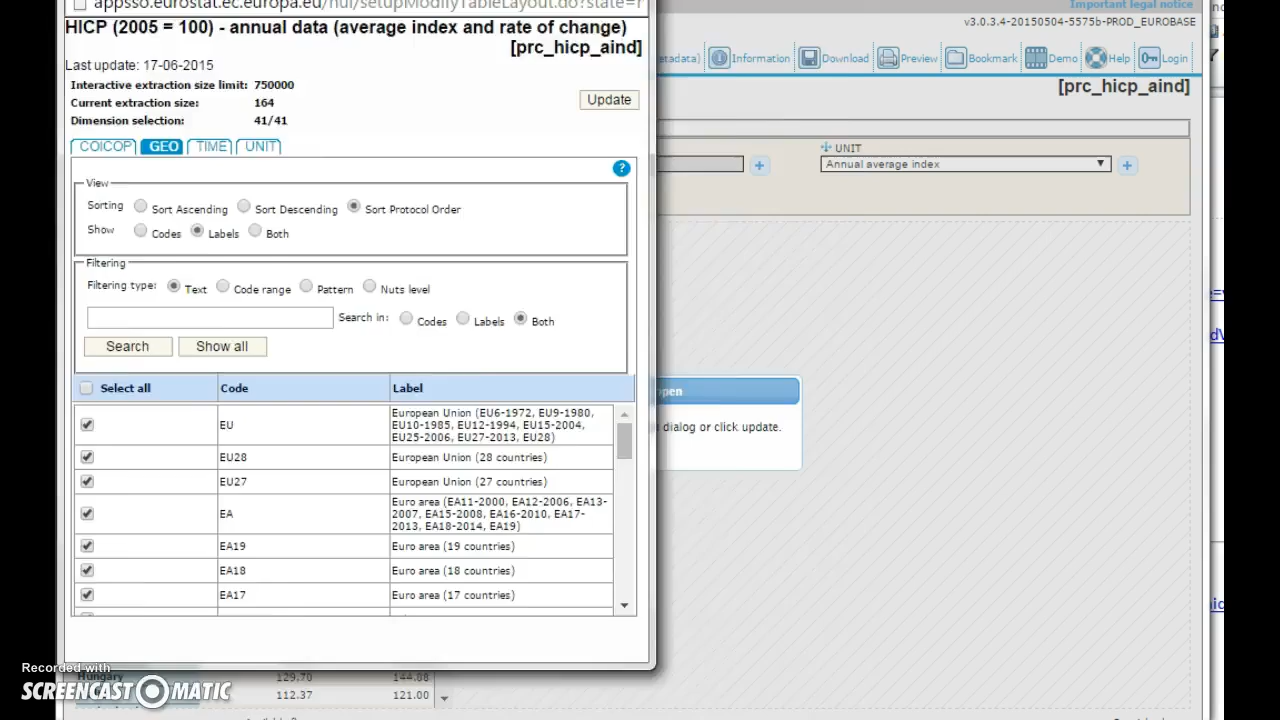 appsso.eurostat.ec.europa.eu/nui/setupModifyTableLayout.do?state=
HICP (2005 = 100) - annual data (average index and rate of change)
[prc_hicp_aind]
Last update: 17-06-2015
Interactive extraction size limit: 750000
Current extraction size: 164
Dimension selection: 41/41
Update
COICOP GEO TIME UNIT
?
View
Sorting Sort Ascending Sort Descending Sort Protocol Order
Show Codes Labels Both
Filtering
Filtering type: Text Code range Pattern Nuts level
Search in: Codes Labels Both
Search Show all
Select all Code Label
EU European Union (EU6-1972, EU9-1980,
EU10-1985, EU12-1994, EU15-2004,
EU25-2006, EU27-2013, EU28)
EU28 European Union (28 countries)
EU27 European Union (27 countries)
EA Euro area (EA11-2000, EA12-2006, EA13-
2007, EA15-2008, EA16-2010, EA17-
2013, EA18-2014, EA19)
EA19 Euro area (19 countries)
EA18 Euro area (18 countries)
EA17 Euro area (17 countries)
Important legal notice
v3.0.3.4-20150504-5575b-PROD_EUROBASE
etadata) Information Download Preview Bookmark Demo Help Login
[prc_hicp_aind]
UNIT
Annual average index
open
dialog or click update.
Hungary 129.70 144.88
112.37 121.00
Recorded with
SCREENCAST MATIC